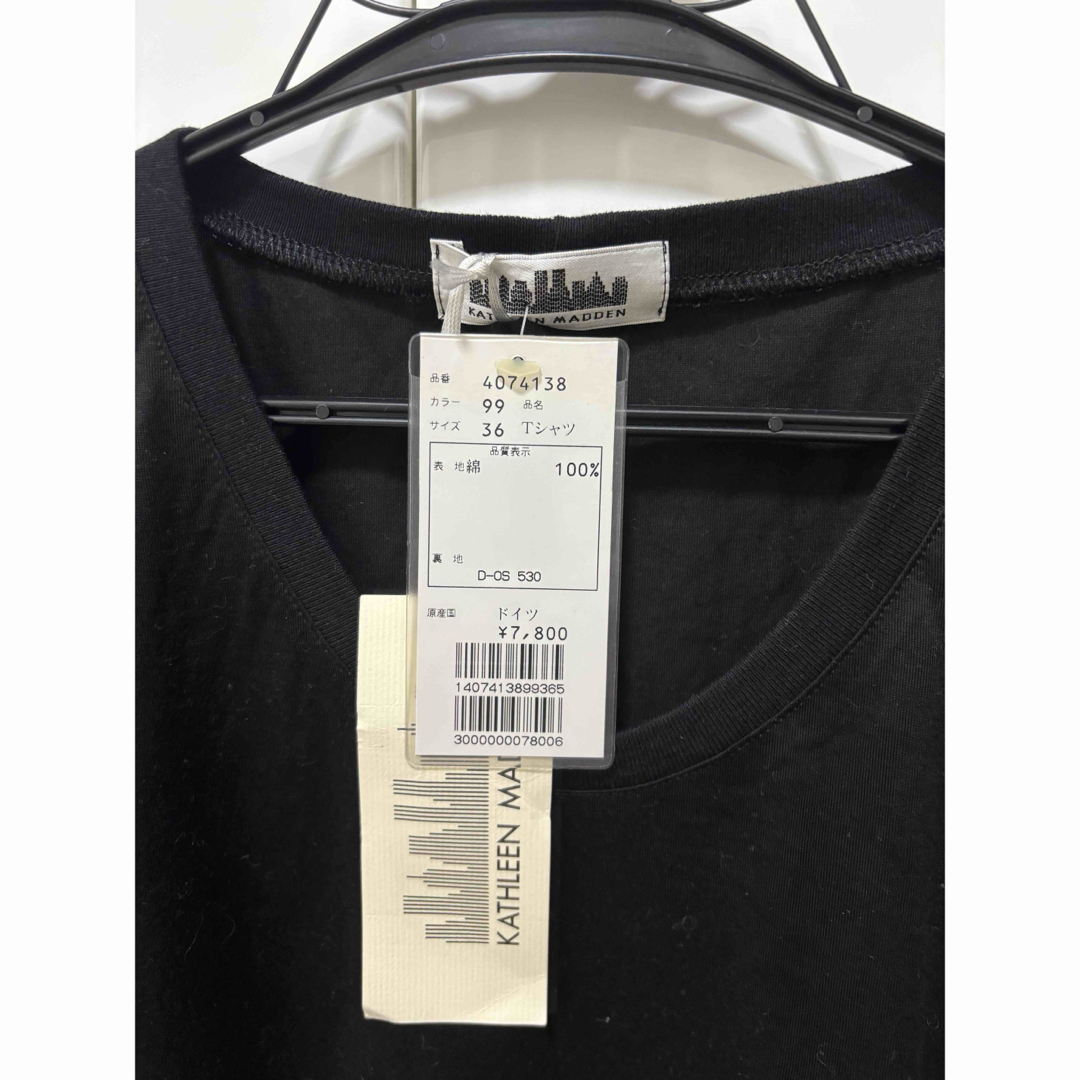 KAT N MADDEN
品番 4074138
カラー 99 品名
サイズ 36 Tシャツ
品質表示
表 地 綿 100%
裏 地
D-OS 530
原産国 ドイツ
¥7,800
1407413899365
3000000078006
KATHLEEN MAD